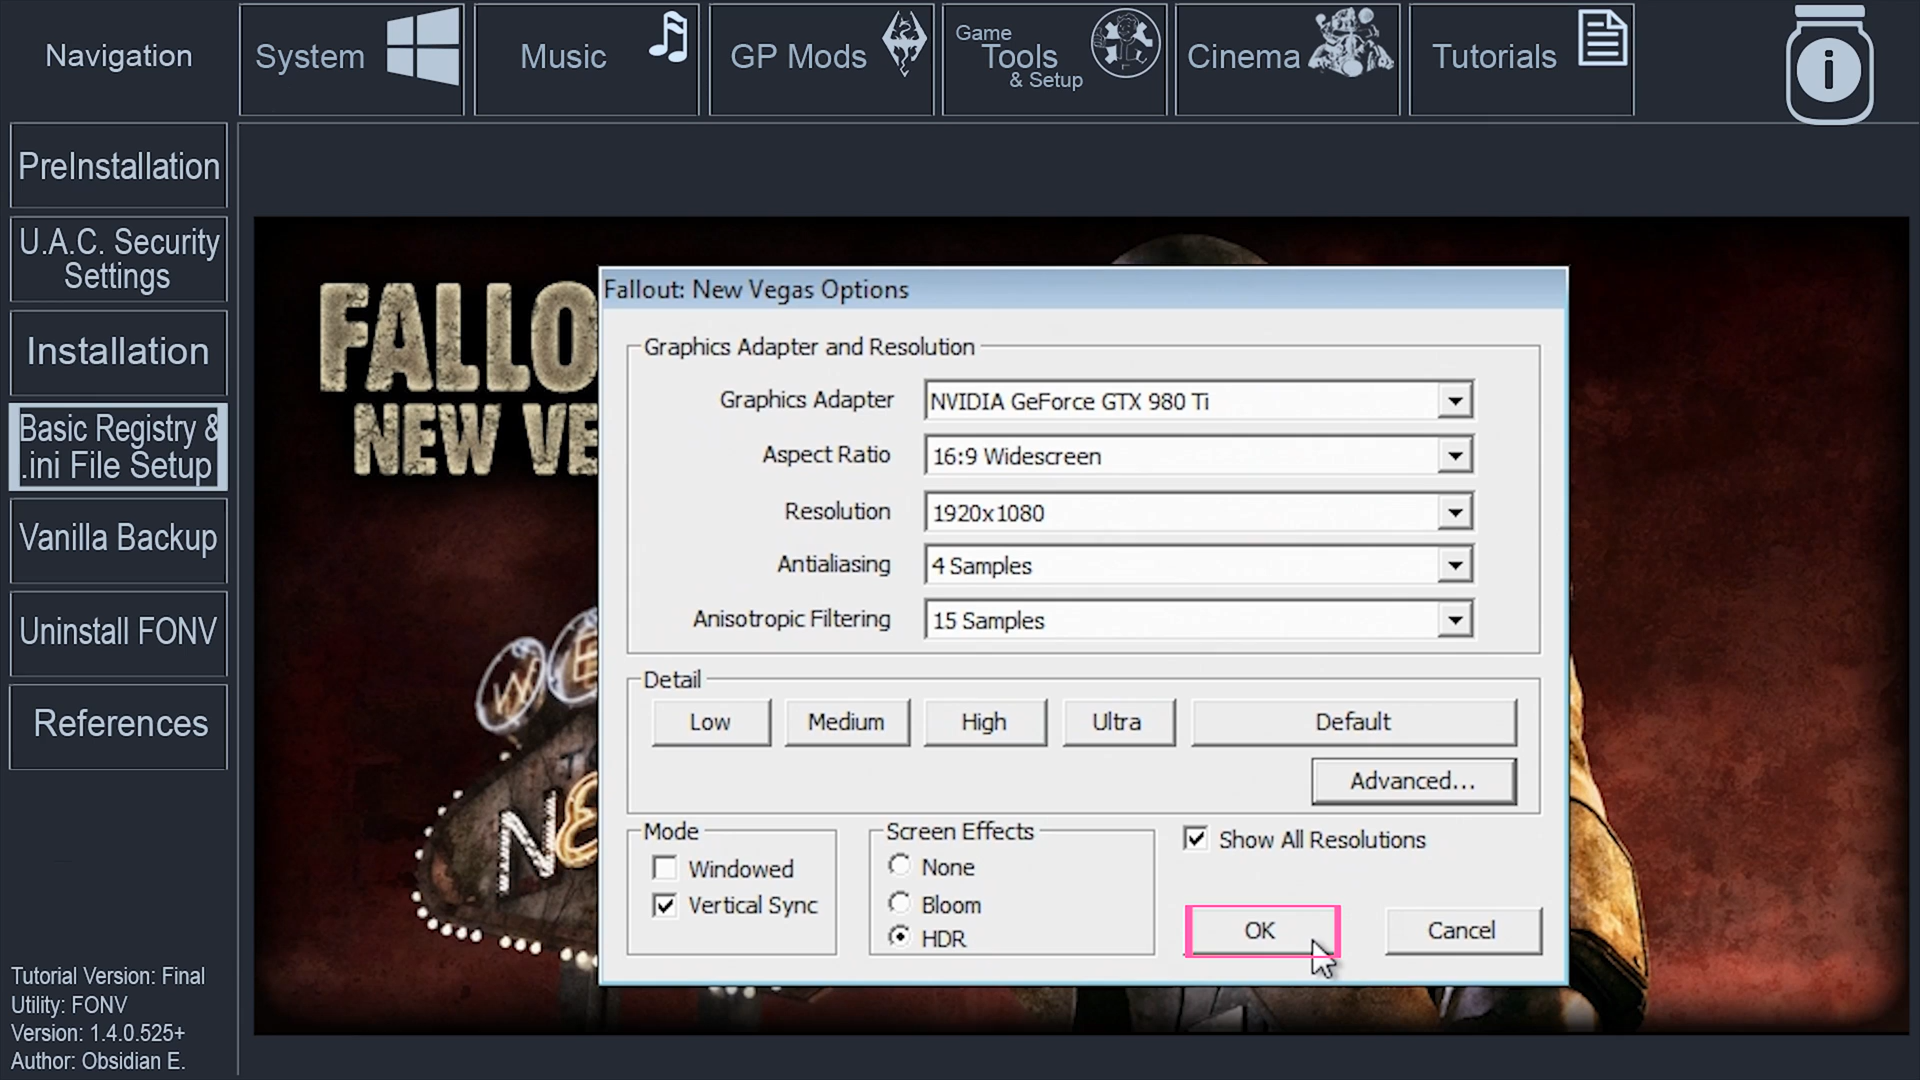 Navigation
System
Music
GP Mods
Game
Tools
& Setup
Cinema
Tutorials
i
PreInstallation
U.A.C. Security
Settings
Installation
Basic Registry &
.ini File Setup
Vanilla Backup
Uninstall FONV
References
Tutorial Version: Final
Utility: FONV
Version: 1.4.0.525+
Author: Obsidian E.
FALLO
NEW VE
WE
NE
Fallout: New Vegas Options
Graphics Adapter and Resolution
Graphics Adapter NVIDIA GeForce GTX 980 Ti
Aspect Ratio 16:9 Widescreen
Resolution 1920x1080
Antialiasing 4 Samples
Anisotropic Filtering 15 Samples
Detail
Low Medium High Ultra Default
Advanced...
Mode
Windowed
Vertical Sync
Screen Effects
None
Bloom
HDR
Show All Resolutions
OK Cancel